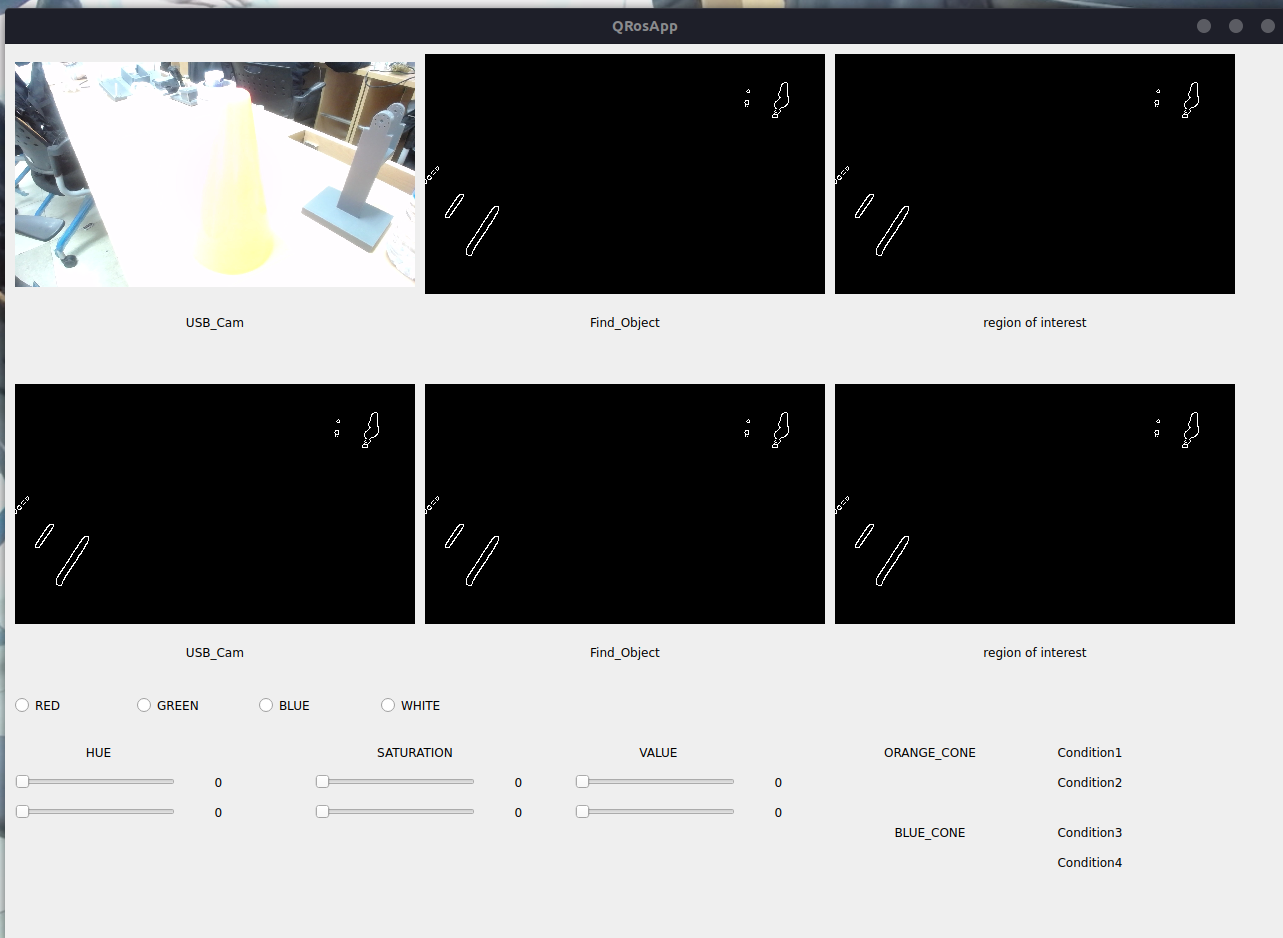 QRosApp
USB_Cam Find_Object region of interest
USB_Cam Find_Object region of interest
RED GREEN BLUE WHITE
HUE SATURATION VALUE ORANGE_CONE Condition1
0 0 0 Condition2
0 0 0
BLUE_CONE Condition3
Condition4